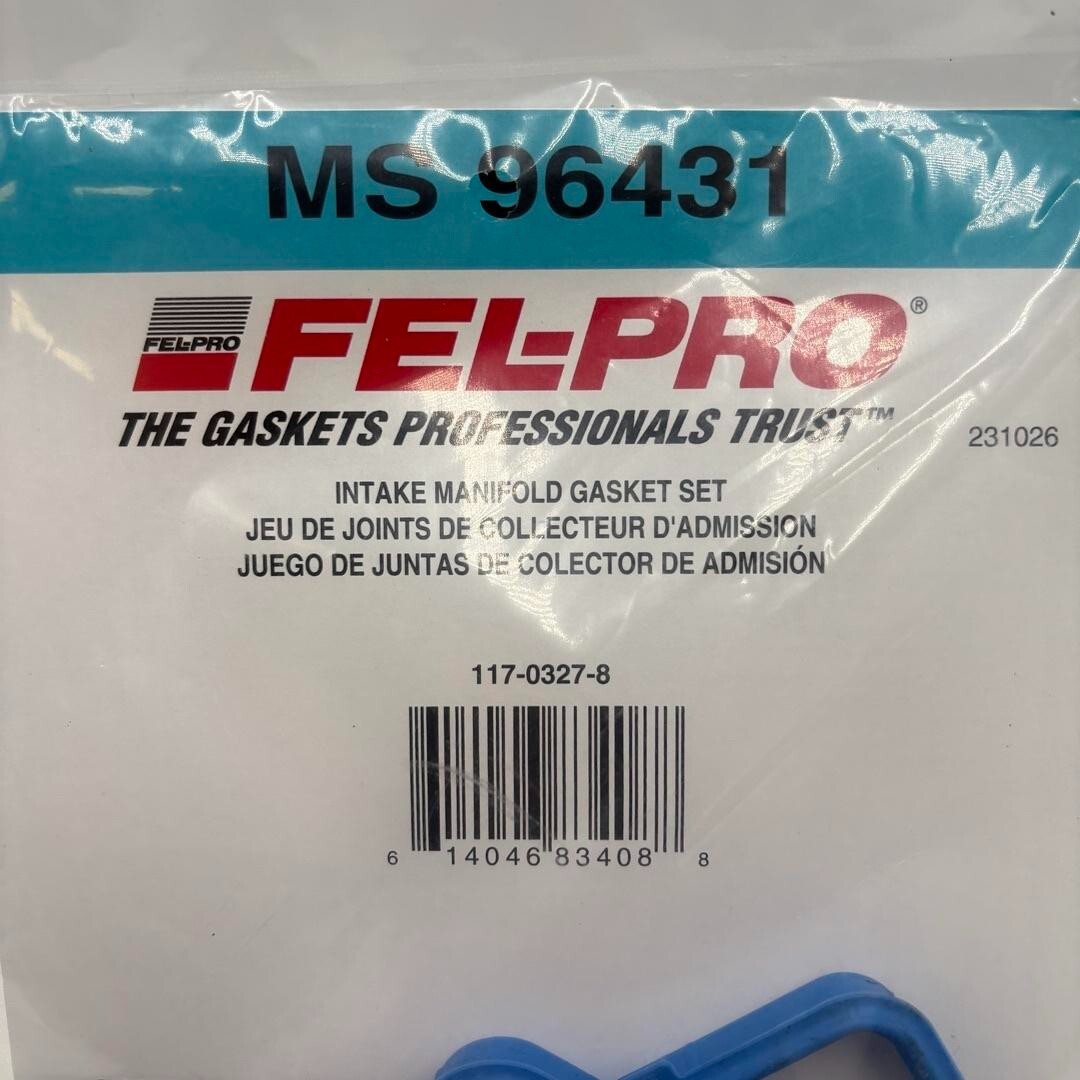 MS 96431
FEL-PRO
FEL-PRO®
THE GASKETS PROFESSIONALS TRUST™
231026
INTAKE MANIFOLD GASKET SET
JEU DE JOINTS DE COLLECTEUR D'ADMISSION
JUEGO DE JUNTAS DE COLECTOR DE ADMISIÓN
117-0327-8
6 14046 83408 8